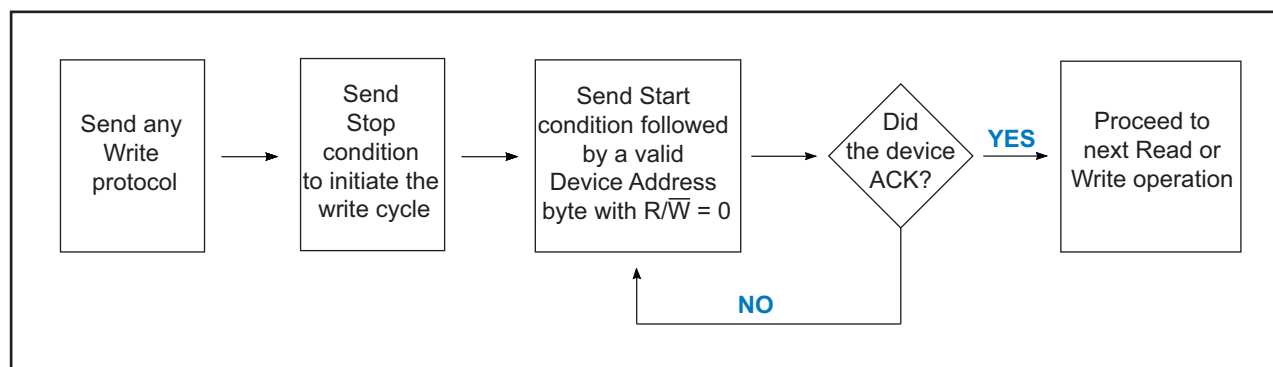 Send any
Write
protocol
Send
Stop
condition
to initiate the
write cycle
Send Start
condition followed
by a valid
Device Address
byte with R/W̅ = 0
Did
the device
ACK?
YES
NO
Proceed to
next Read or
Write operation